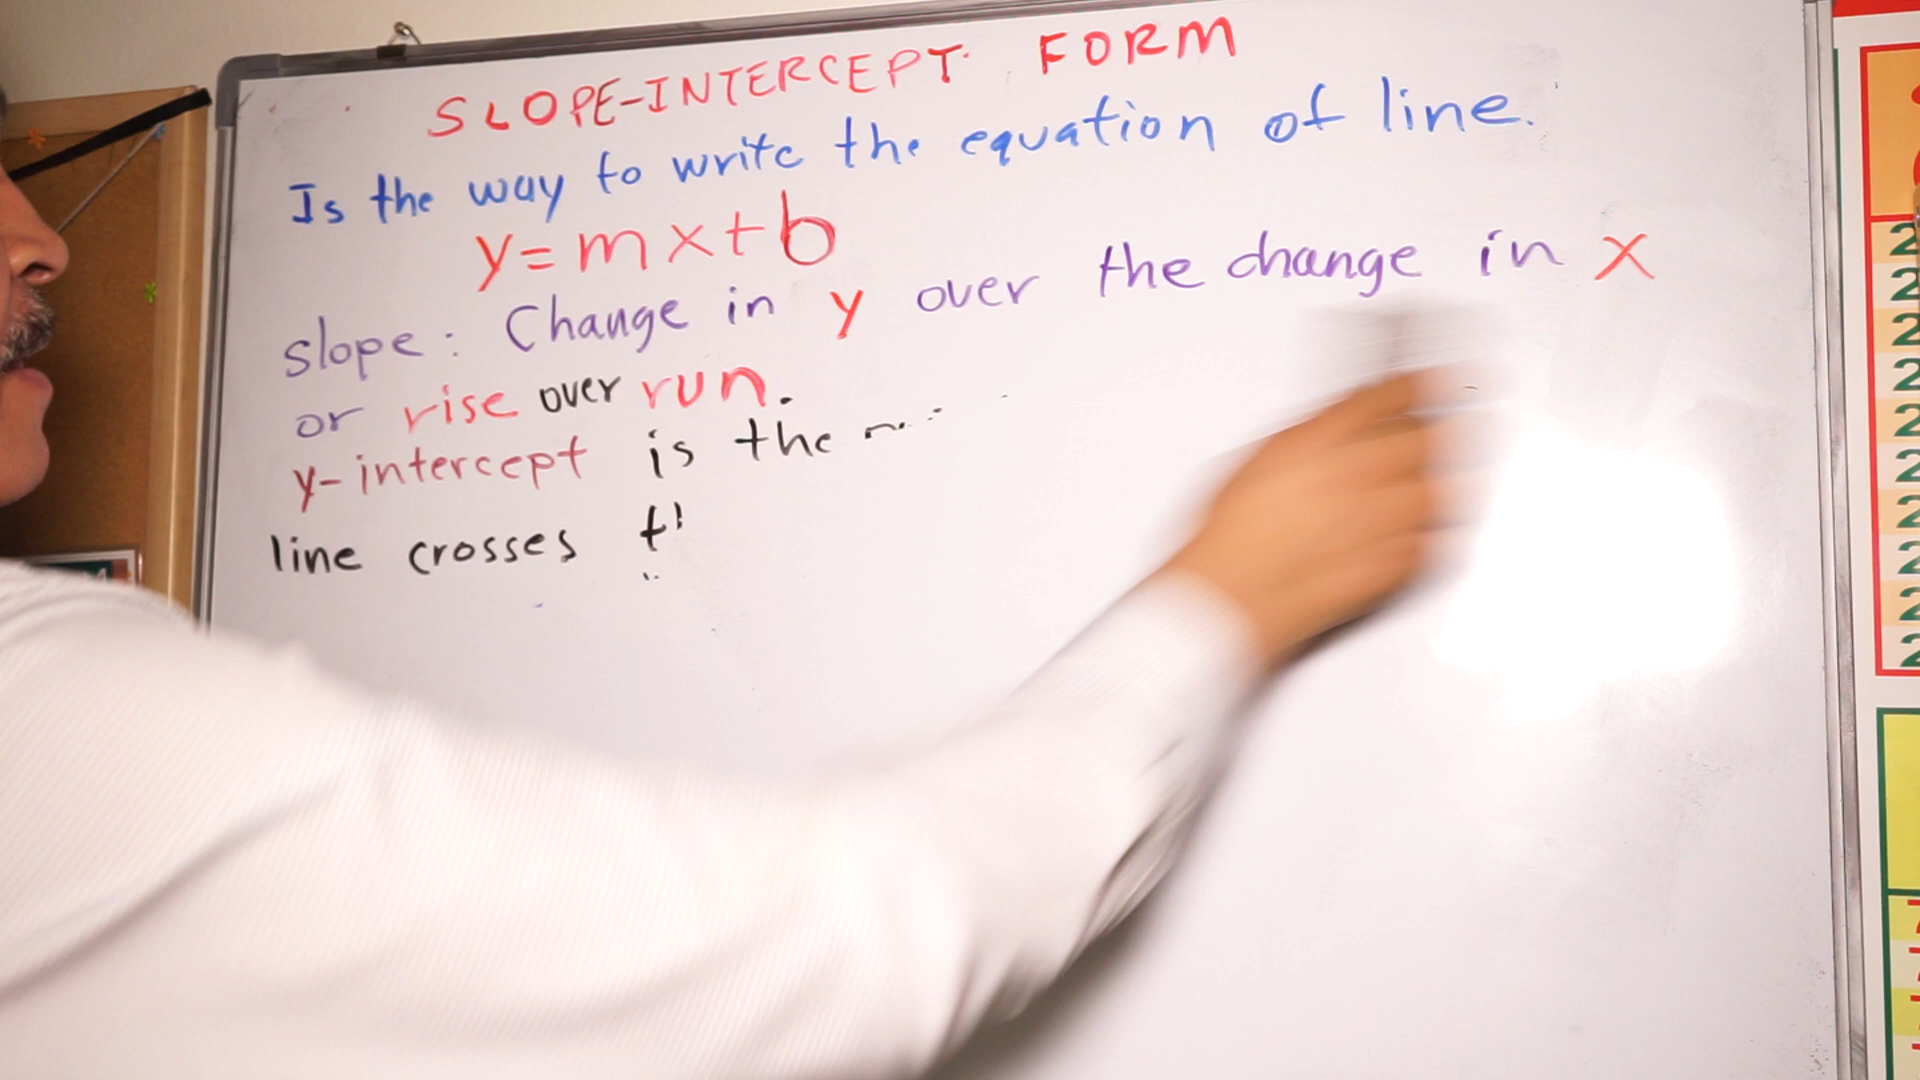 SLOPE-INTERCEPT FORM
Is the way to write the equation of line.
y=mx+b
slope: Change in y over the change in x
or rise over run.
y-intercept is the
line crosses